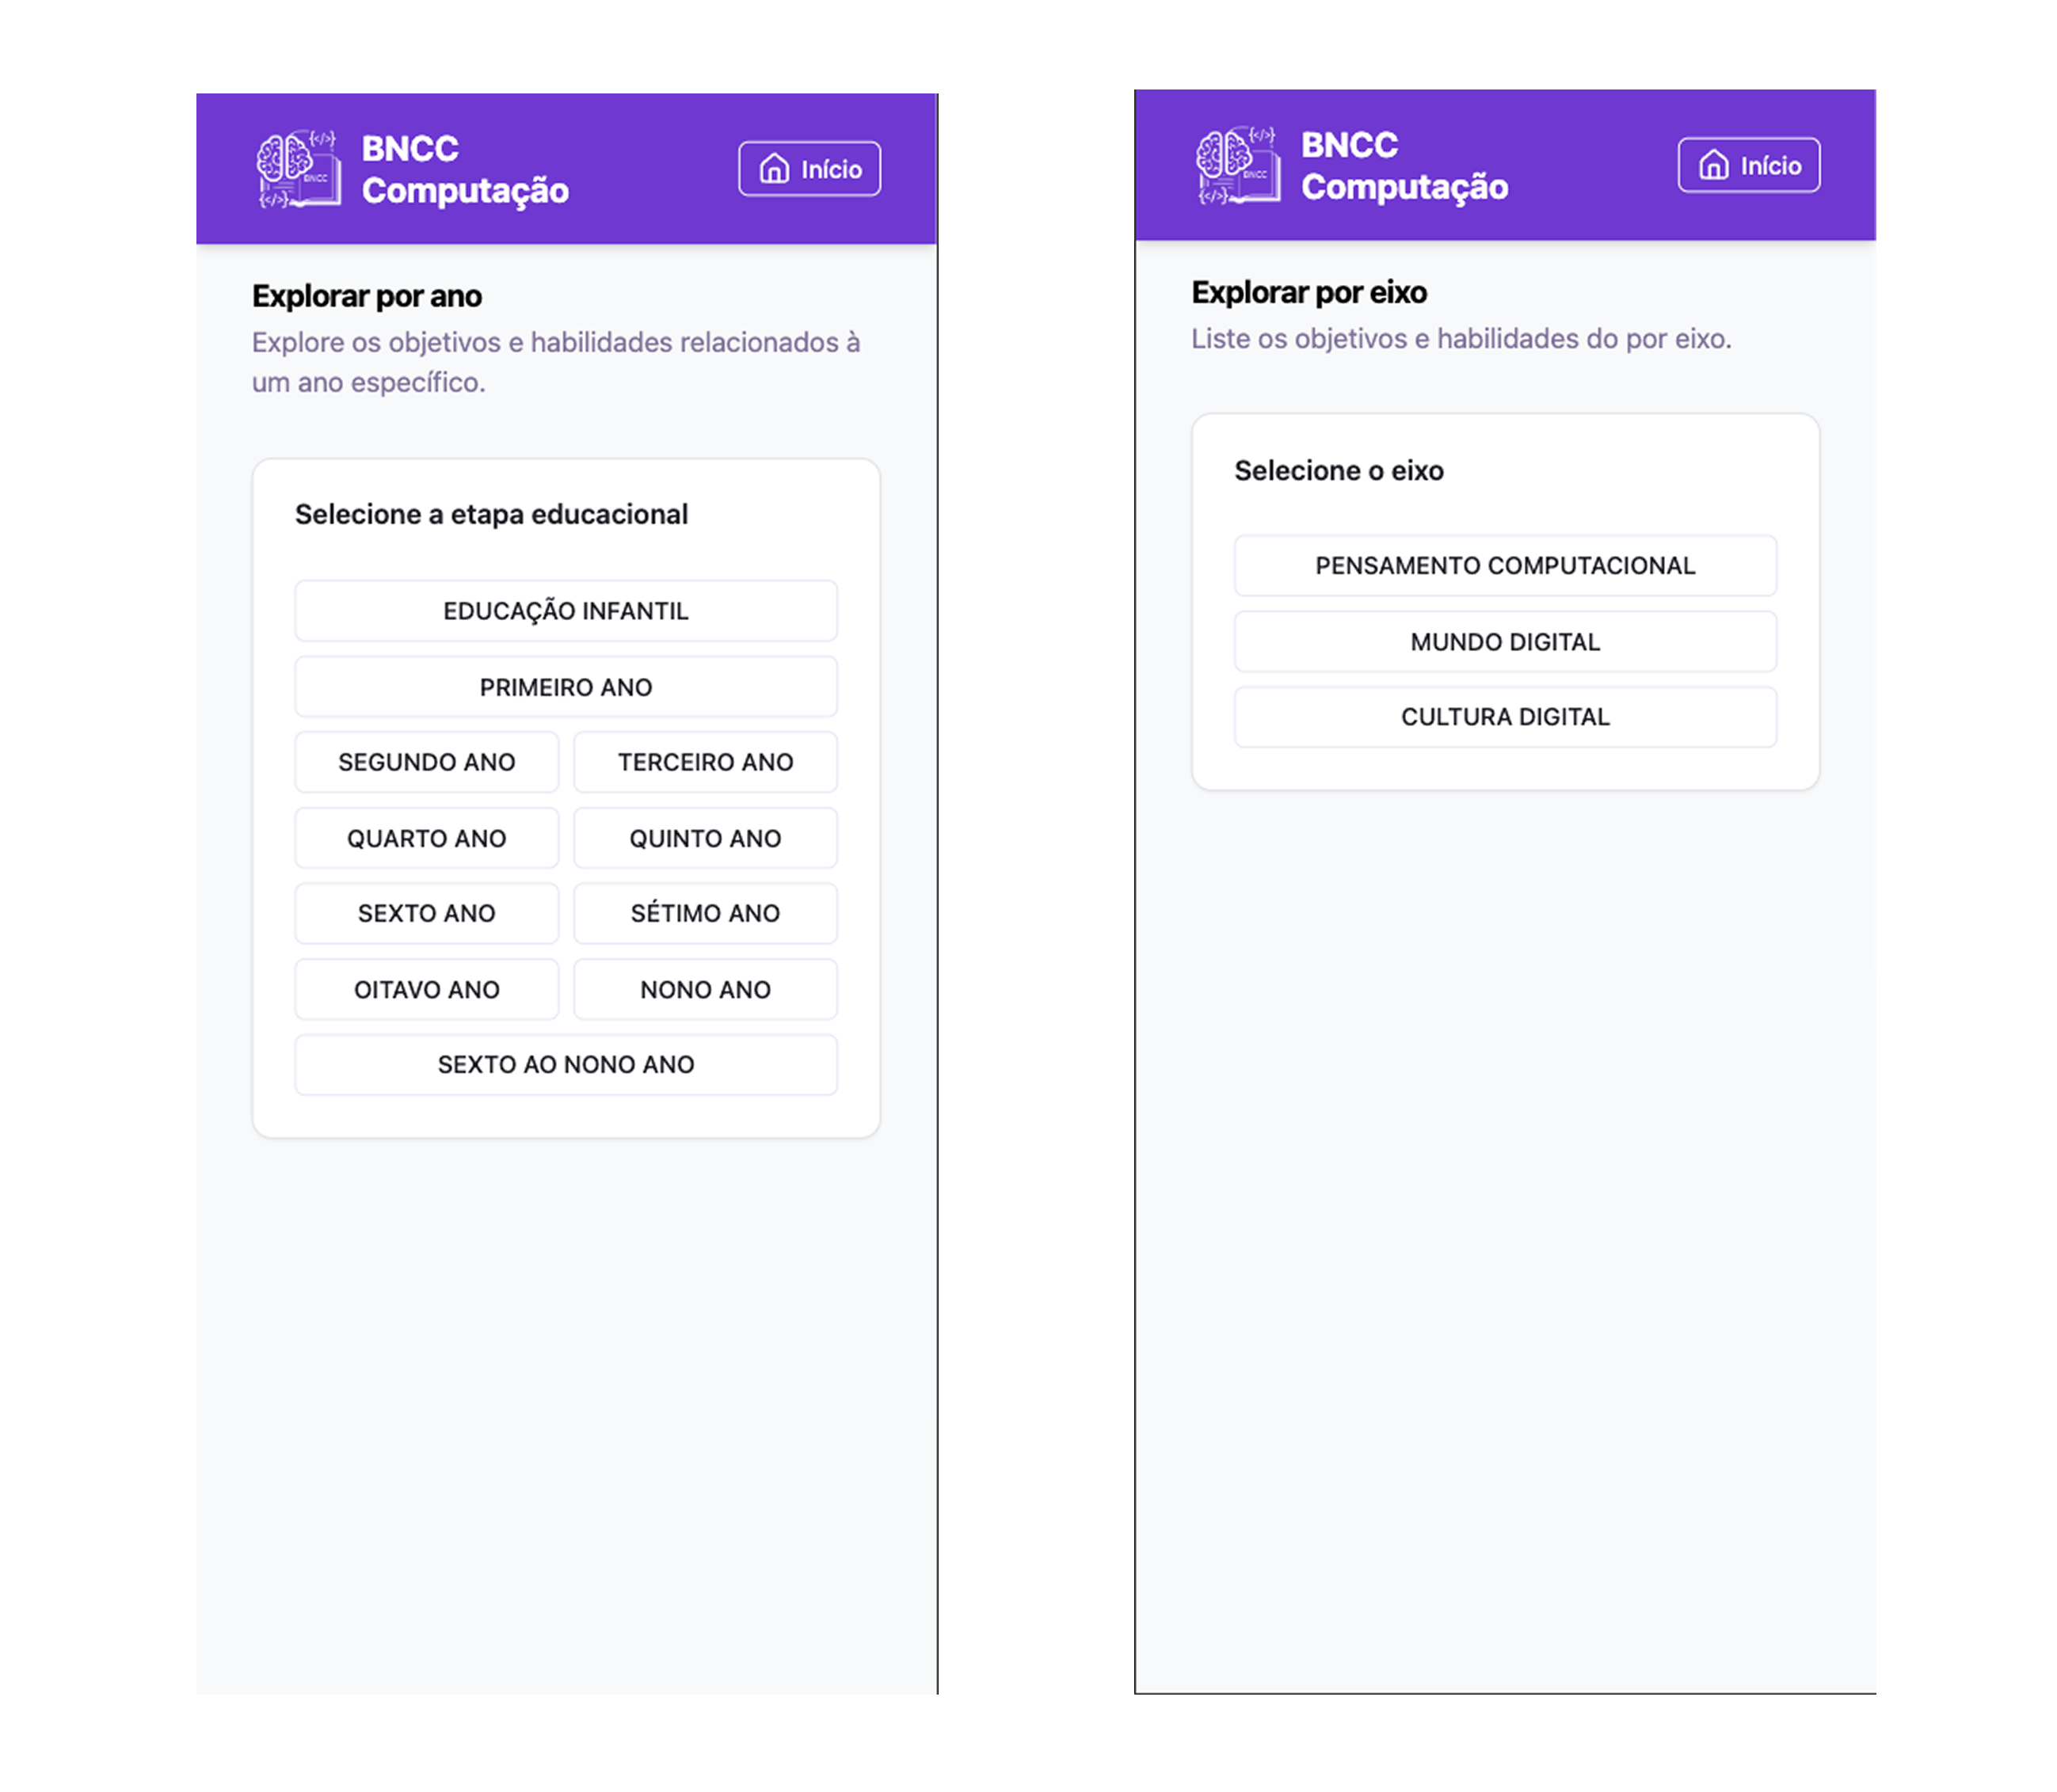 {</>}
BNCC
{</>}
BNCC
Computação
Início
Explorar por ano
Explore os objetivos e habilidades relacionados à
um ano específico.
Selecione a etapa educacional
EDUCAÇÃO INFANTIL
PRIMEIRO ANO
SEGUNDO ANO
TERCEIRO ANO
QUARTO ANO
QUINTO ANO
SEXTO ANO
SÉTIMO ANO
OITAVO ANO
NONO ANO
SEXTO AO NONO ANO
{</>}
BNCC
{</>}
BNCC
Computação
Início
Explorar por eixo
Liste os objetivos e habilidades do por eixo.
Selecione o eixo
PENSAMENTO COMPUTACIONAL
MUNDO DIGITAL
CULTURA DIGITAL